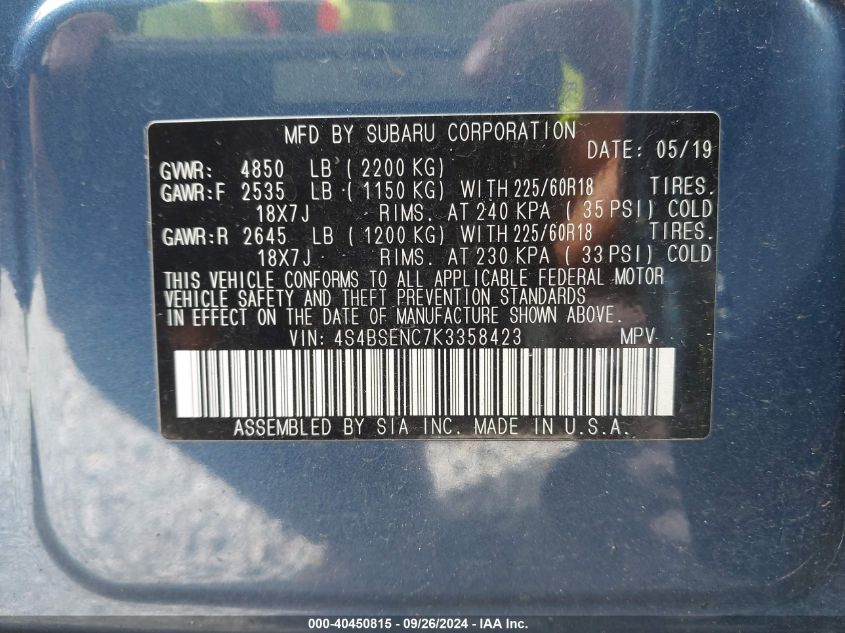 MFD BY SUBARU CORPORATION
DATE: 05/19
GVWR: 4850 LB ( 2200 KG)
GAWR:F 2535 LB ( 1150 KG) WITH 225/60R18 TIRES.
18X7J RIMS. AT 240 KPA ( 35 PSI) COLD
GAWR:R 2645 LB ( 1200 KG) WITH 225/60R18 TIRES.
18X7J RIMS. AT 230 KPA ( 33 PSI) COLD
THIS VEHICLE CONFORMS TO ALL APPLICABLE FEDERAL MOTOR
VEHICLE SAFETY AND THEFT PREVENTION STANDARDS
IN EFFECT ON THE DATE OF MANUFACTURE SHOWN ABOVE.
VIN: 4S4BSENC7K3358423 MPV
ASSEMBLED BY SIA INC. MADE IN U.S.A.
000-40450815 - 09/26/2024 - IAA Inc.